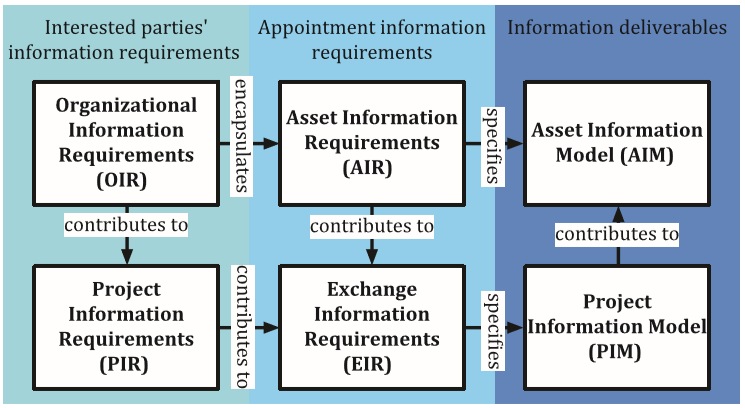 Interested parties'
information requirements
Appointment information
requirements
Information deliverables
Organizational
Information
Requirements
(OIR)
encapsulates
Asset Information
Requirements
(AIR)
specifies
Asset Information
Model (AIM)
contributes to
contributes to
contributes to
Project
Information
Requirements
(PIR)
contributes to
Exchange
Information
Requirements
(EIR)
specifies
Project
Information Model
(PIM)